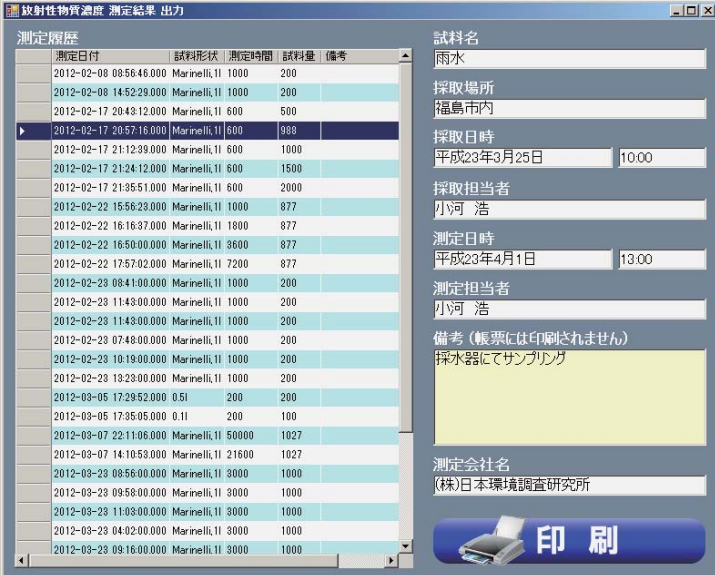 放射性物質濃度 測定結果 出力
測定履歴
測定日付 試料形状 測定時間 試料量 備考
2012-02-08 08:56:46.000 Marinelli,1l 1000 200
2012-02-08 14:52:29.000 Marinelli,1l 1000 200
2012-02-17 20:43:12.000 Marinelli,1l 600 500
2012-02-17 20:57:16.000 Marinelli,1l 600 988
2012-02-17 21:12:39.000 Marinelli,1l 600 1000
2012-02-17 21:24:12.000 Marinelli,1l 600 1500
2012-02-17 21:35:51.000 Marinelli,1l 600 2000
2012-02-22 15:56:23.000 Marinelli,1l 1000 877
2012-02-22 16:16:37.000 Marinelli,1l 1800 877
2012-02-22 16:50:00.000 Marinelli,1l 3600 877
2012-02-22 17:57:02.000 Marinelli,1l 7200 877
2012-02-23 08:41:00.000 Marinelli,1l 1000 200
2012-02-23 11:43:00.000 Marinelli,1l 1000 200
2012-02-23 11:43:00.000 Marinelli,1l 1000 200
2012-02-23 07:48:00.000 Marinelli,1l 1000 200
2012-02-23 10:19:00.000 Marinelli,1l 1000 200
2012-02-23 13:23:00.000 Marinelli,1l 1000 200
2012-03-05 17:29:52.000 0.5l 200 200
2012-03-05 17:35:05.000 0.1l 200 100
2012-03-07 22:11:06.000 Marinelli,1l 50000 1027
2012-03-07 14:10:53.000 Marinelli,1l 21600 1027
2012-03-23 08:56:00.000 Marinelli,1l 3000 1000
2012-03-23 09:58:00.000 Marinelli,1l 3000 1000
2012-03-23 11:03:00.000 Marinelli,1l 3000 1000
2012-03-23 04:02:00.000 Marinelli,1l 3000 1000
2012-03-23 09:16:00.000 Marinelli,1l 3000 1000
試料名
雨水
採取場所
福島市内
採取日時
平成23年3月25日 10:00
採取担当者
小河 浩
測定日時
平成23年4月1日 13:00
測定担当者
小河 浩
備考（帳票には印刷されません）
採水器にてサンプリング
測定会社名
(株)日本環境調査研究所
印 刷